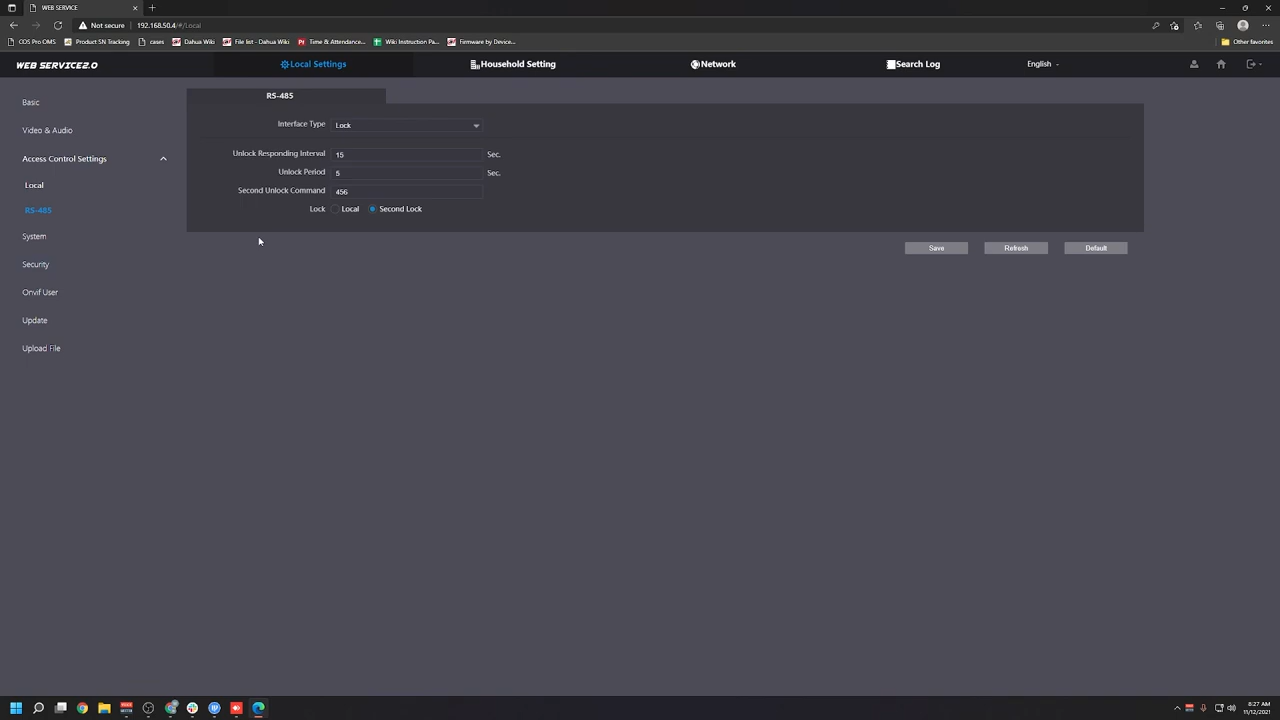 WEB SERVICE
Not secure | 192.168.50.4/#/Local
COS Pro OMS Product SN Tracking cases Dahua Wiki File list - Dahua Wiki Time & Attendance... Wiki Instruction Pa... Firmware by Device... Other favorites
WEB SERVICE2.0 Local Settings Household Setting Network Search Log English
Basic
Video & Audio
Access Control Settings
Local
RS-485
System
Security
Onvif User
Update
Upload File
RS-485
Interface Type Lock
Unlock Responding Interval 15 Sec.
Unlock Period 5 Sec.
Second Unlock Command 456
Lock Local Second Lock
Save Refresh Default
8:27 AM
11/12/2021